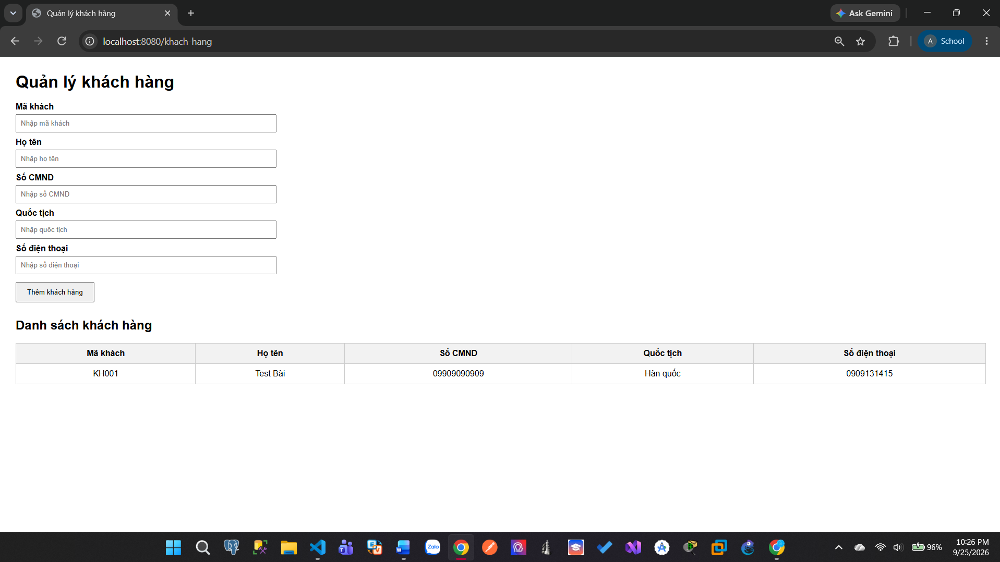 Quản lý khách hàng
Ask Gemini
localhost:8080/khach-hang
A School
Quản lý khách hàng
Mã khách
Nhập mã khách
Họ tên
Nhập họ tên
Số CMND
Nhập số CMND
Quốc tịch
Nhập quốc tịch
Số điện thoại
Nhập số điện thoại
Thêm khách hàng
Danh sách khách hàng
Mã khách Họ tên Số CMND Quốc tịch Số điện thoại
KH001 Test Bài 09909090909 Hàn quốc 0909131415
Zalo
96%
10:26 PM
9/25/2026